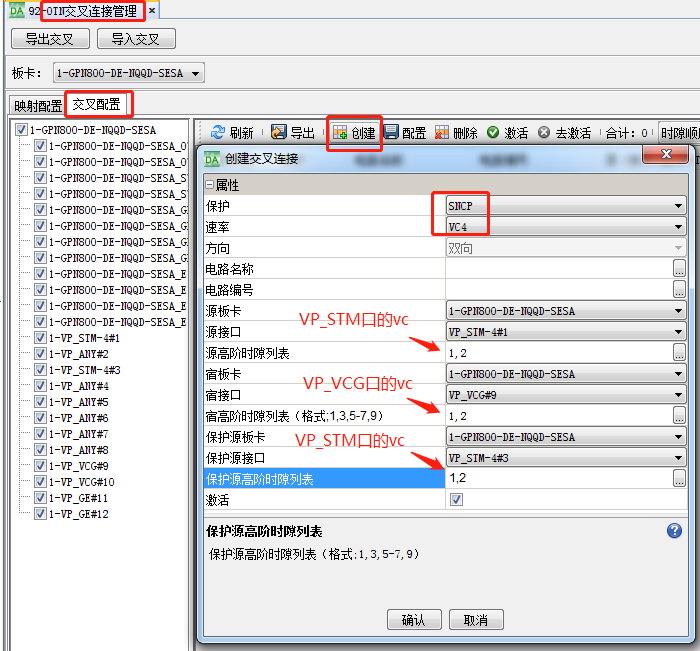 DA 92-OIN交叉连接管理 ×
导出交叉 导入交叉
板卡: 1-GPN800-DE-NQQD-SESA
映射配置 交叉配置
1-GPN800-DE-NQQD-SESA
1-GPN800-DE-NQQD-SESA_O
1-GPN800-DE-NQQD-SESA_O
1-GPN800-DE-NQQD-SESA_S
1-GPN800-DE-NQQD-SESA_S
1-GPN800-DE-NQQD-SESA_G
1-GPN800-DE-NQQD-SESA_G
1-GPN800-DE-NQQD-SESA_G
1-GPN800-DE-NQQD-SESA_G
1-GPN800-DE-NQQD-SESA_E
1-GPN800-DE-NQQD-SESA_E
1-GPN800-DE-NQQD-SESA_E
1-GPN800-DE-NQQD-SESA_E
1-VP_STM-4#1
1-VP_ANY#2
1-VP_STM-4#3
1-VP_ANY#4
1-VP_ANY#5
1-VP_ANY#6
1-VP_ANY#7
1-VP_ANY#8
1-VP_VCG#9
1-VP_VCG#10
1-VP_GE#11
1-VP_GE#12
刷新 导出 创建 配置 删除 激活 去激活 合计: 0 时隙顺
DA 创建交叉连接
属性
保护 SNCP
速率 VC4
方向 双向
电路名称 ...
电路编号 ...
源板卡 1-GPN800-DE-NQQD-SESA
VP_STM口的vc
源接口 VP_STM-4#1
源高阶时隙列表 1,2 ...
宿板卡 1-GPN800-DE-NQQD-SESA
VP_VCG口的vc
宿接口 VP_VCG#9
宿高阶时隙列表 (格式;1,3,5-7,9) 1,2 ...
保护源板卡 1-GPN800-DE-NQQD-SESA
VP_STM口的vc
保护源接口 VP_STM-4#3
保护源高阶时隙列表 1,2 ...
激活
保护源高阶时隙列表
保护源高阶时隙列表 (格式;1,3,5-7,9)
确认 取消